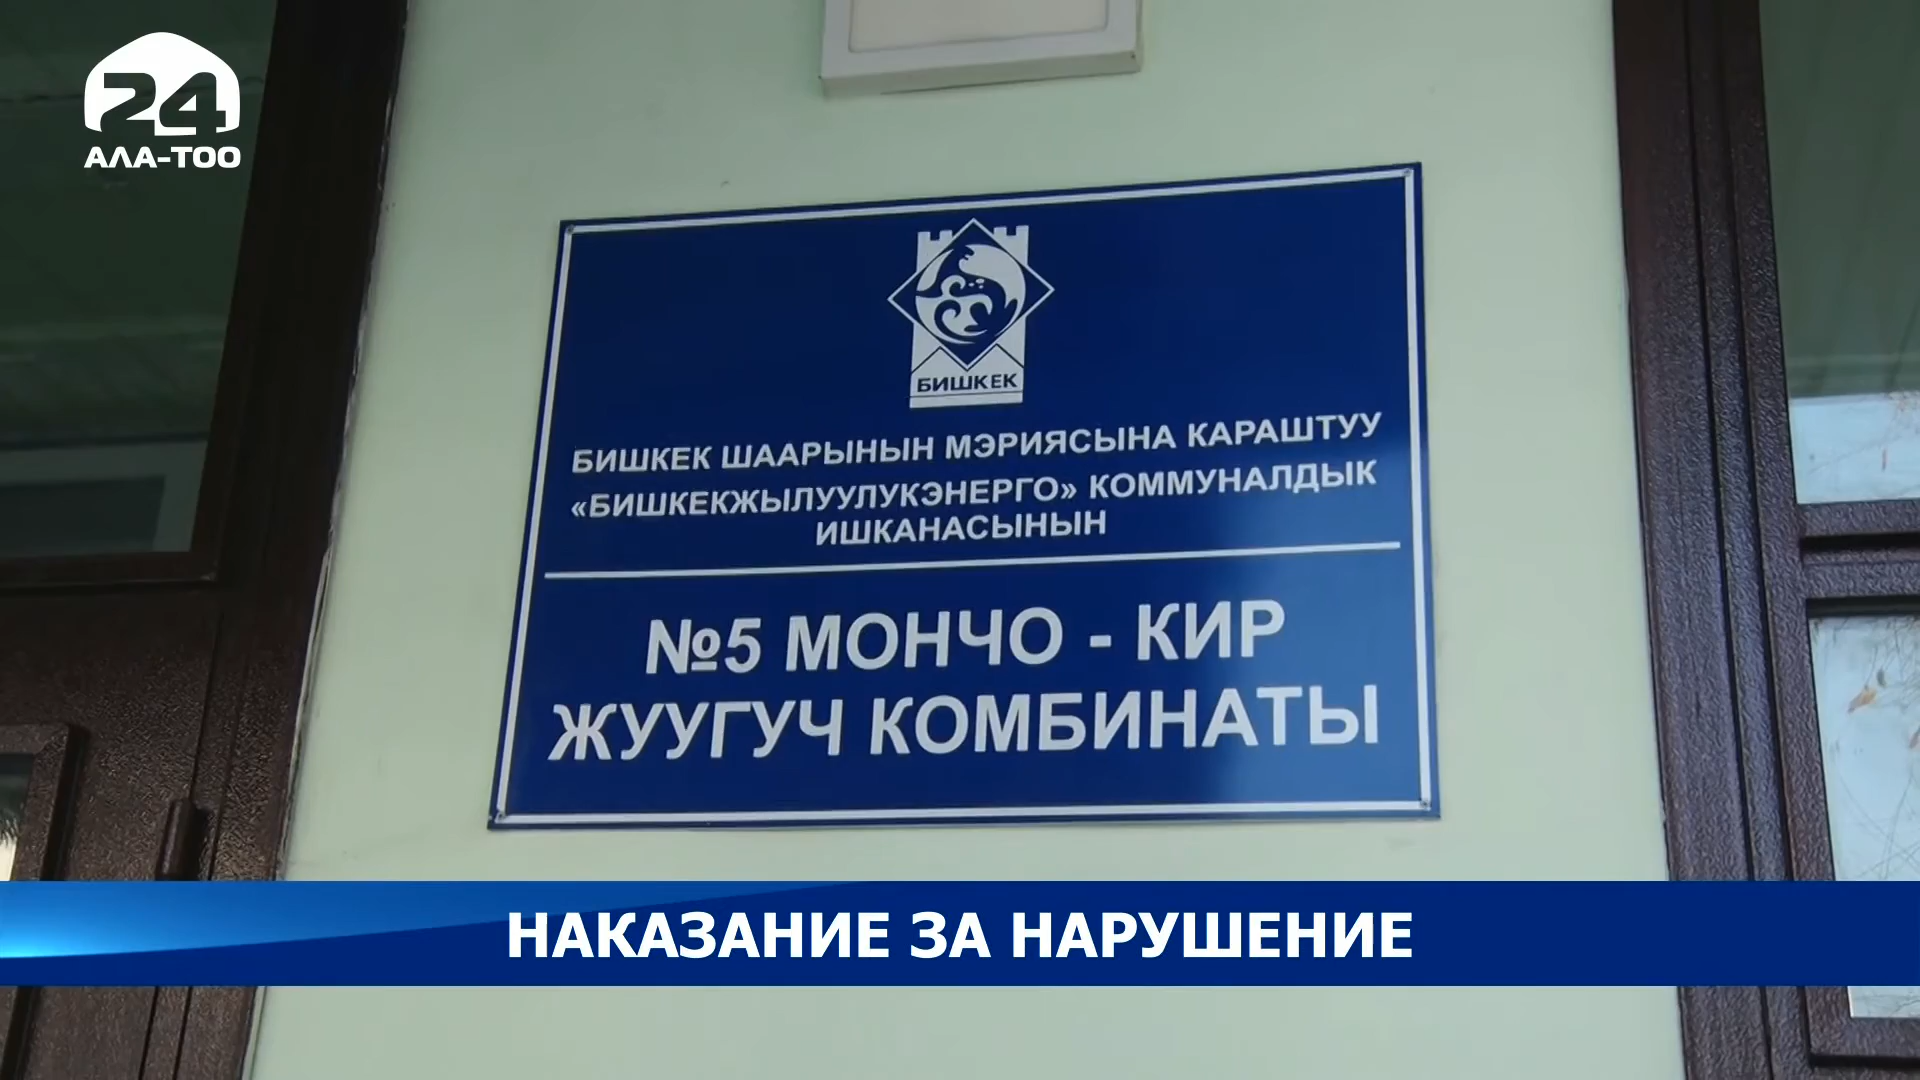 24
АЛА-ТОО
БИШКЕК
БИШКЕК ШААРЫНЫН МЭРИЯСЫНА КАРАШТУУ
«БИШКЕКЖЫЛУУЛУКЭНЕРГО» КОММУНАЛДЫК
ИШКАНАСЫНЫН
№5 МОНЧО - КИР
ЖУУГУЧ КОМБИНАТЫ
НАКАЗАНИЕ ЗА НАРУШЕНИЕ